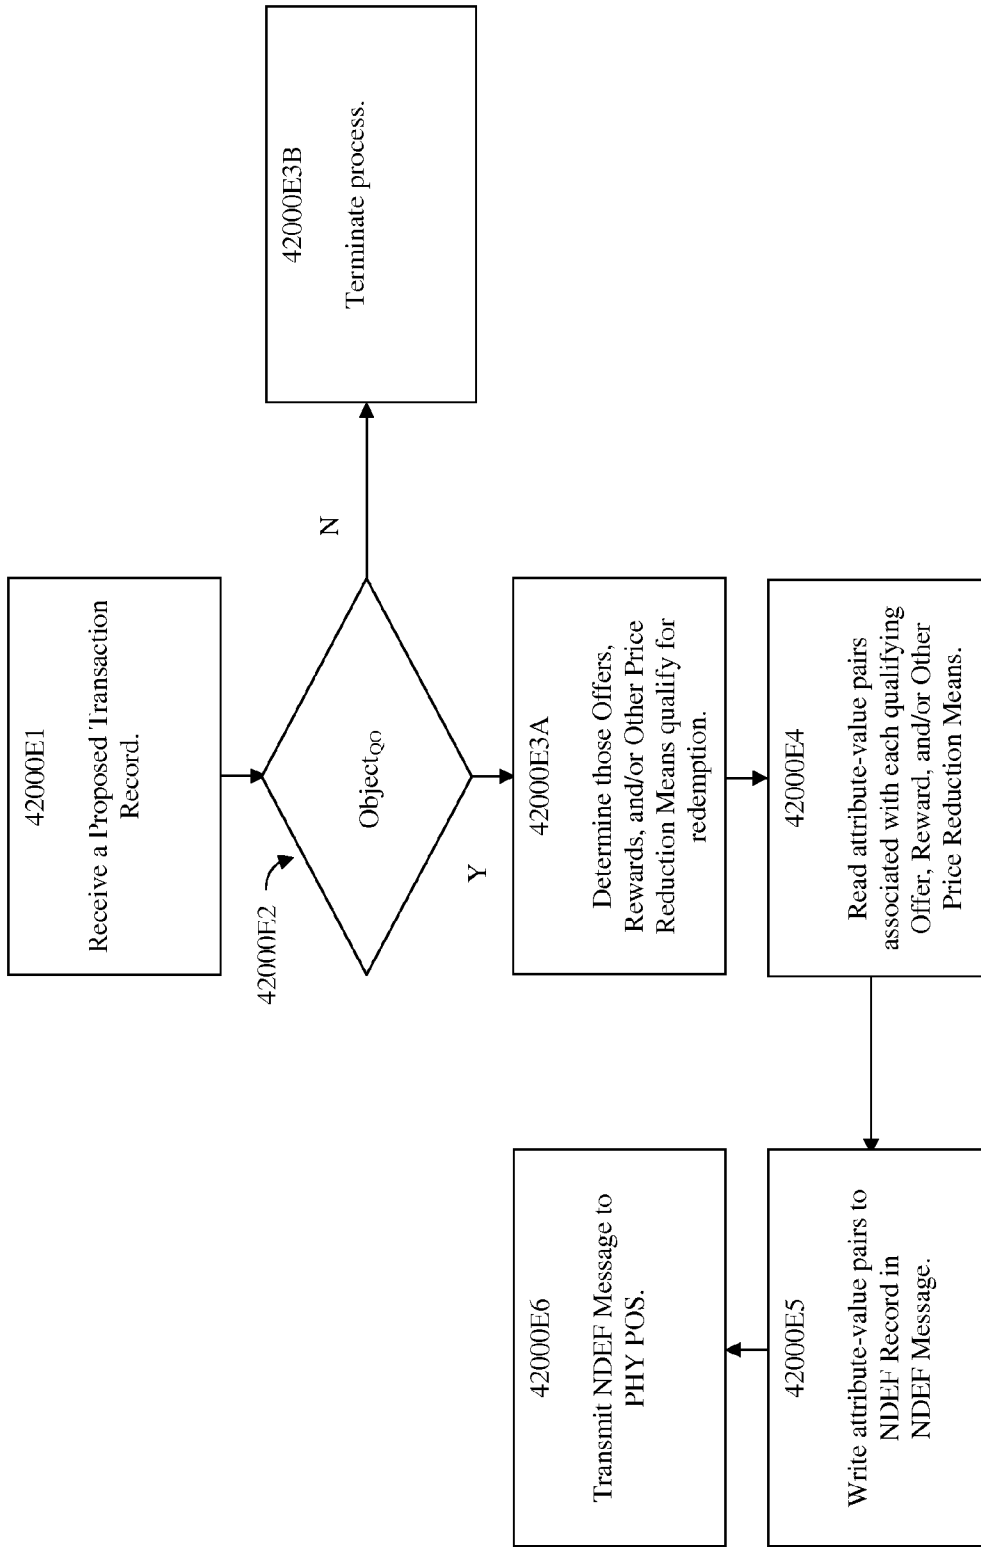 42000E1
Receive a Proposed Transaction
Record.
42000E2
Object_QO
N
42000E3B
Terminate process.
Y
42000E3A
Determine those Offers,
Rewards, and/or Other Price
Reduction Means qualify for
redemption.
42000E4
Read attribute-value pairs
associated with each qualifying
Offer, Reward, and/or Other
Price Reduction Means.
42000E5
Write attribute-value pairs to
NDEF Record in
NDEF Message.
42000E6
Transmit NDEF Message to
PHY POS.